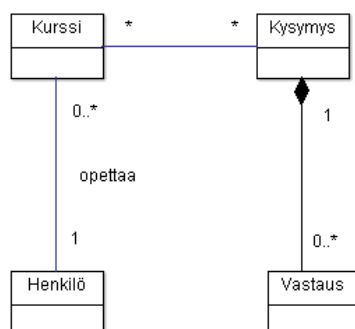 Kurssi
*
*
Kysymys
0..*
1
opettaa
1
0..*
Henkilö
Vastaus